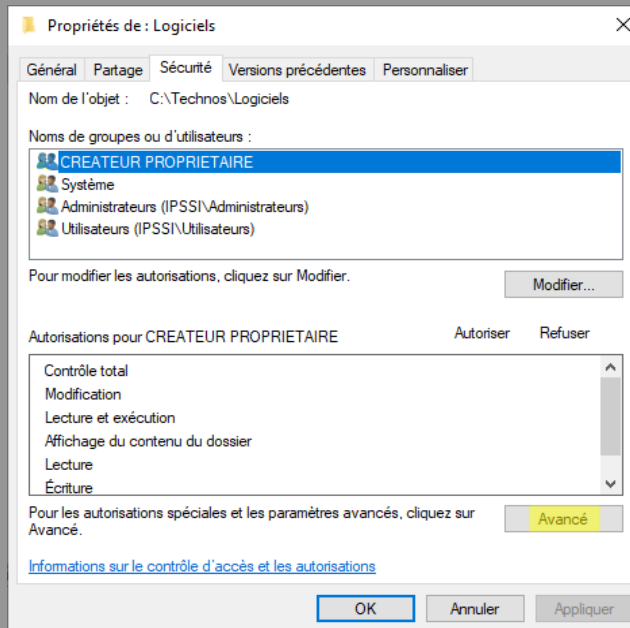 Propriétés de : Logiciels
Général Partage Sécurité Versions précédentes Personnaliser
Nom de l'objet : C:\Technos\Logiciels
Noms de groupes ou d'utilisateurs :
CREATEUR PROPRIETAIRE
Système
Administrateurs (IPSSI\Administrateurs)
Utilisateurs (IPSSI\Utilisateurs)
Pour modifier les autorisations, cliquez sur Modifier.
Modifier...
Autorisations pour CREATEUR PROPRIETAIRE Autoriser Refuser
Contrôle total
Modification
Lecture et exécution
Affichage du contenu du dossier
Lecture
Écriture
Pour les autorisations spéciales et les paramètres avancés, cliquez sur
Avancé.
Avancé
Informations sur le contrôle d'accès et les autorisations
OK Annuler Appliquer